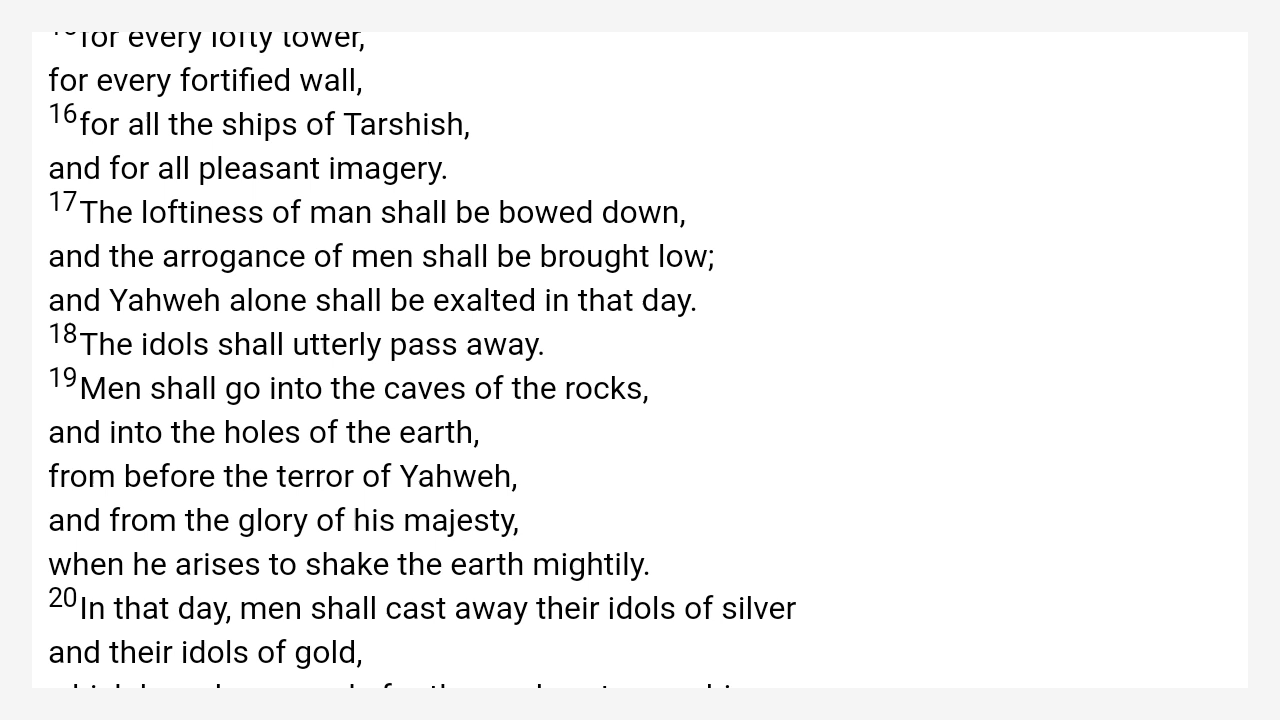 for every lofty tower,
for every fortified wall,
16for all the ships of Tarshish,
and for all pleasant imagery.
17The loftiness of man shall be bowed down,
and the arrogance of men shall be brought low;
and Yahweh alone shall be exalted in that day.
18The idols shall utterly pass away.
19Men shall go into the caves of the rocks,
and into the holes of the earth,
from before the terror of Yahweh,
and from the glory of his majesty,
when he arises to shake the earth mightily.
20In that day, men shall cast away their idols of silver
and their idols of gold,